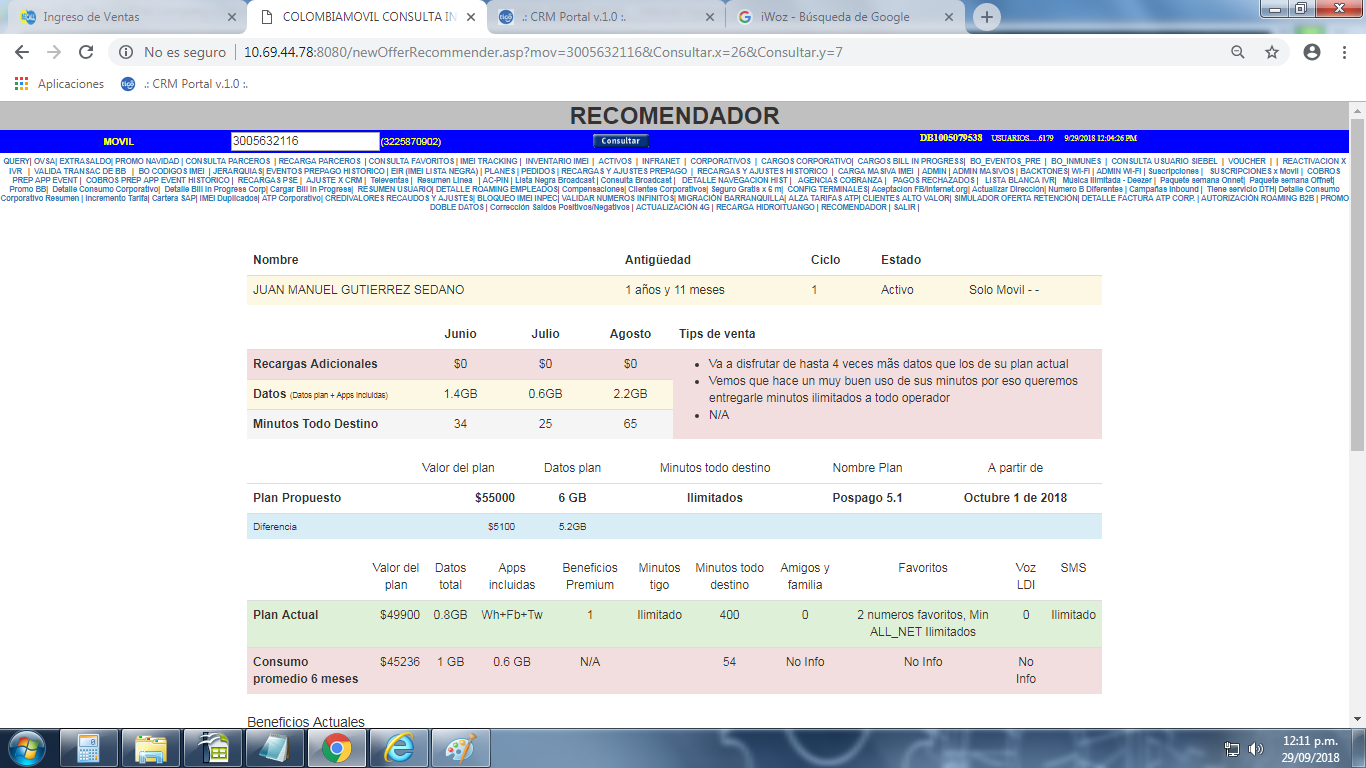 Ingreso de Ventas
COLOMBIAMOVIL CONSULTA IN
.: CRM Portal v.1.0 :.
iWoz - Búsqueda de Google
No es seguro | 10.69.44.78:8080/newOfferRecommender.asp?mov=3005632116&Consultar.x=26&Consultar.y=7
Aplicaciones .: CRM Portal v.1.0 :.
RECOMENDADOR
MOVIL 3005632116 (3225870902) Consultar DB1005079538 USUARIOS.....6179 9/29/2018 12:04:26 PM
QUERY| OVSA| EXTRASALDO| PROMO NAVIDAD | CONSULTA PARCEROS | RECARGA PARCEROS | CONSULTA FAVORITOS | IMEI TRACKING | INVENTARIO IMEI | ACTIVOS | INFRANET | CORPORATIVOS | CARGOS CORPORATIVO| CARGOS BILL IN PROGRESS| BO_EVENTOS_PRE | BO_INMUNES | CONSULTA USUARIO SIEBEL | VOUCHER | | REACTIVACION X
IVR | VALIDA TRANSAC DE BB | BO CODIGOS IMEI | JERARQUIAS| EVENTOS PREPAGO HISTORICO | EIR (IMEI LISTA NEGRA) | PLANES | PEDIDOS | RECARGAS Y AJUSTES PREPAGO | RECARGAS Y AJUSTES HISTORICO | CARGA MASIVA IMEI | ADMIN | ADMIN MASIVOS | BACKTONES| WI-FI | ADMIN WI-FI | Suscripciones | SUSCRIPCIONES x Movil | COBROS
PREP APP EVENT | COBROS PREP APP EVENT HISTORICO | RECARGAS PSE | AJUSTE X CRM | Televentas | Resumen Linea | AC-PIN | Lista Negra Broadcast | Consulta Broadcast | DETALLE NAVEGACION HIST | AGENCIAS COBRANZA | PAGOS RECHAZADOS | LISTA BLANCA IVR| Música Ilimitada - Deezer | Paquete semana Onnet| Paquete semana Offnet|
Promo BB| Detalle Consumo Corporativo| Detalle Bill In Progress Corp| Cargar Bill In Progress| RESUMEN USUARIO| DETALLE ROAMING EMPLEADOS| Compensaciones| Clientes Corporativos| Seguro Gratis x 6 m| CONFIG TERMINALES| Aceptacion FB/Internet.org| Actualizar Dirección| Numero B Diferentes | Campañas Inbound | Tiene servicio DTH| Detalle Consumo
Corporativo Resumen | Incremento Tarifa| Cartera SAP| IMEI Duplicados| ATP Corporativo| CREDIVALORES RECAUDOS Y AJUSTES| BLOQUEO IMEI INPEC| VALIDAR NUMEROS INFINITOS| MIGRACIÓN BARRANQUILLA| ALZA TARIFAS ATP| CLIENTES ALTO VALOR| SIMULADOR OFERTA RETENCIÓN| DETALLE FACTURA ATP CORP. | AUTORIZACIÓN ROAMING B2B | PROMO
DOBLE DATOS | Corrección Saldos Positivos/Negativos | ACTUALIZACIÓN 4G | RECARGA HIDROITUANGO | RECOMENDADOR | SALIR |
Nombre Antigüedad Ciclo Estado
JUAN MANUEL GUTIERREZ SEDANO 1 años y 11 meses 1 Activo Solo Movil - -
Junio Julio Agosto Tips de venta
Recargas Adicionales $0 $0 $0
Datos (Datos plan + Apps incluidas) 1.4GB 0.6GB 2.2GB
Minutos Todo Destino 34 25 65
• Va a disfrutar de hasta 4 veces mãs datos que los de su plan actual
• Vemos que hace un muy buen uso de sus minutos por eso queremos
entregarle minutos ilimitados a todo operador
• N/A
Valor del plan Datos plan Minutos todo destino Nombre Plan A partir de
Plan Propuesto $55000 6 GB Ilimitados Pospago 5.1 Octubre 1 de 2018
Diferencia $5100 5.2GB
Valor del Datos Apps Beneficios Minutos Minutos todo Amigos y Favoritos Voz SMS
plan total incluidas Premium tigo destino familia LDI
Plan Actual $49900 0.8GB Wh+Fb+Tw 1 Ilimitado 400 0 2 numeros favoritos, Min 0 Ilimitado
ALL_NET Ilimitados
Consumo $45236 1 GB 0.6 GB N/A 54 No Info No Info No
promedio 6 meses Info
Beneficios Actuales
12:11 p.m.
29/09/2018